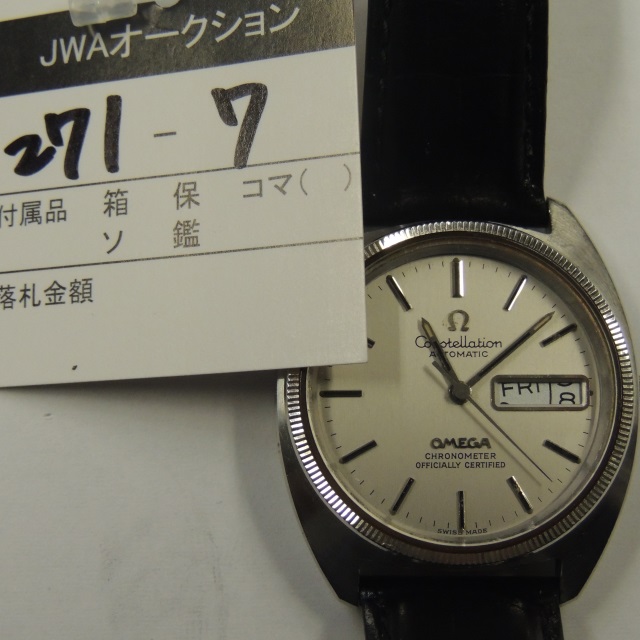 JWAオークション
271-7
付属品 箱 保 コマ( )
ソ 鑑
落札金額
Constellation
AUTOMATIC
FRI
OMEGA
CHRONOMETER
OFFICIALLY CERTIFIED
SWISS MADE